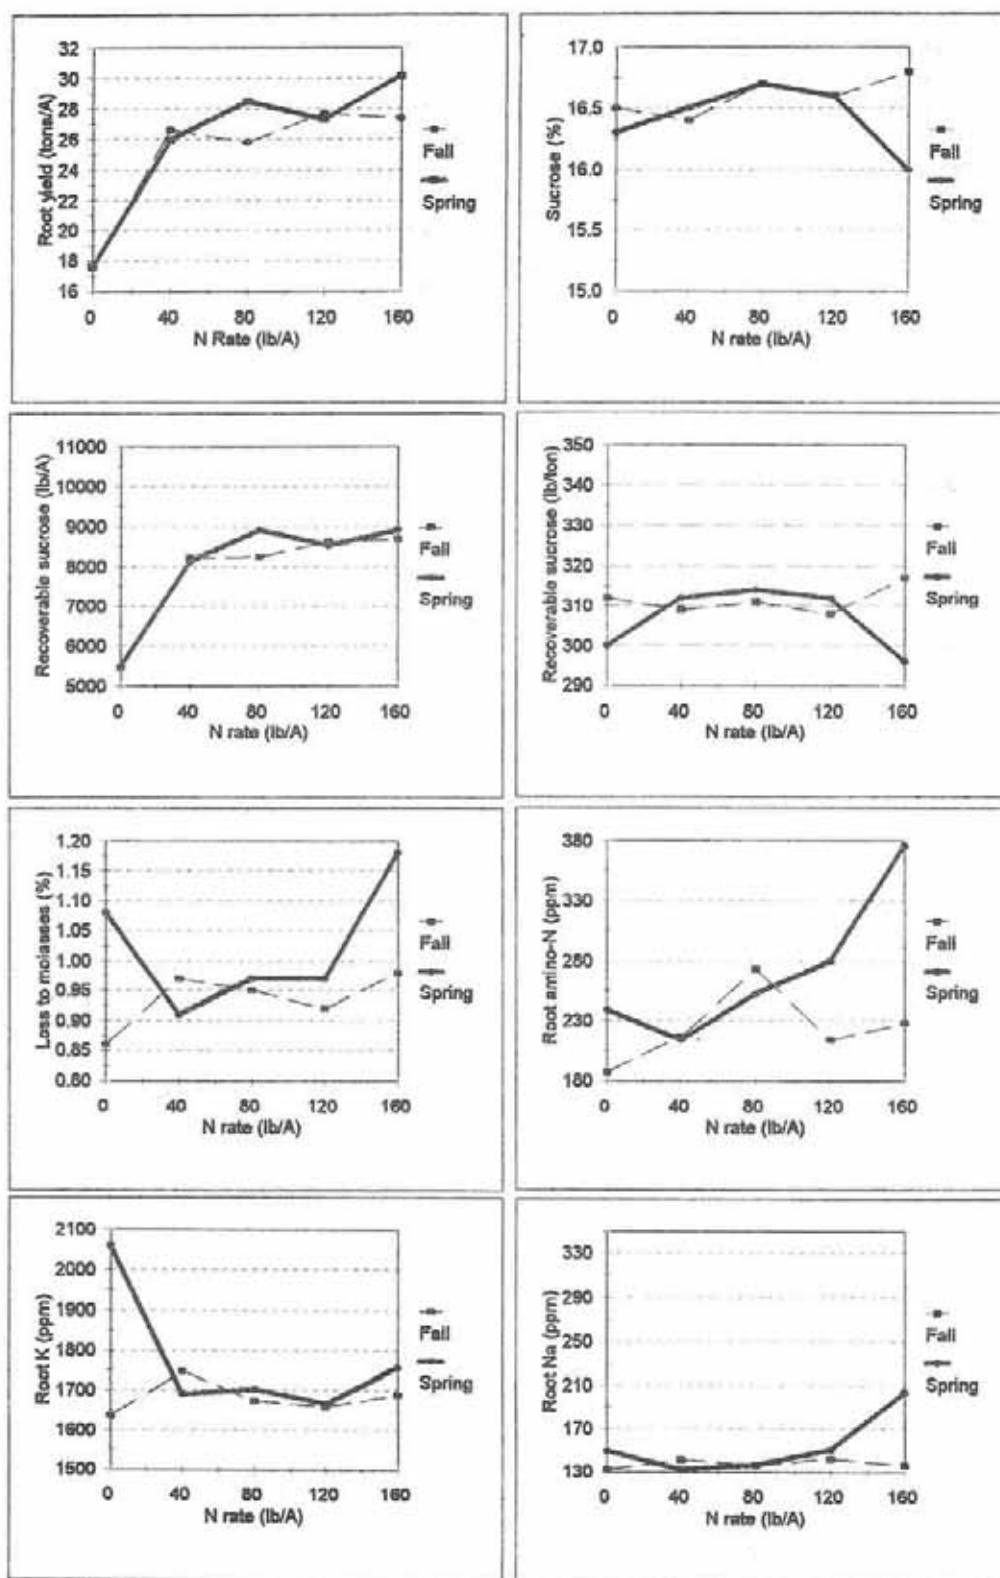 Root yield (tons/A)
32
30
28
26
24
22
20
18
16
0 40 80 120 160
N Rate (lb/A)
Fall
Spring
Sucrose (%)
17.0
16.5
16.0
15.5
15.0
0 40 80 120 160
N rate (lb/A)
Fall
Spring
Recoverable sucrose (lb/A)
11000
10000
9000
8000
7000
6000
5000
0 40 80 120 160
N rate (lb/A)
Fall
Spring
Recoverable sucrose (lb/ton)
350
340
330
320
310
300
290
0 40 80 120 160
N rate (lb/A)
Fall
Spring
Loss to molasses (%)
1.20
1.15
1.10
1.05
1.00
0.95
0.90
0.85
0.80
0 40 80 120 160
N rate (lb/A)
Fall
Spring
Root amino-N (ppm)
380
330
280
230
180
0 40 80 120 160
N rate (lb/A)
Fall
Spring
Root K (ppm)
2100
2000
1900
1800
1700
1600
1500
0 40 80 120 160
N rate (lb/A)
Fall
Spring
Root Na (ppm)
330
290
250
210
170
130
0 40 80 120 160
N rate (lb/A)
Fall
Spring